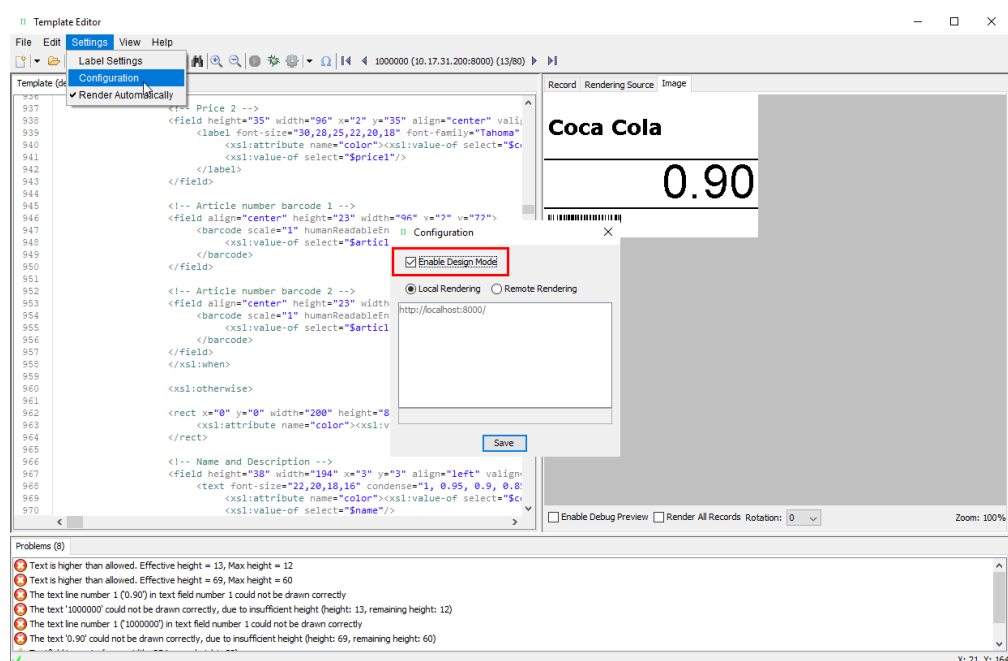 Template Editor
File Edit Settings View Help
Label Settings
Configuration
Render Automatically
1000000 (10.17.31.200:8000) (13/80)
Template (de
Record Rendering Source Image
936
937 <!-- Price 2 -->
938 <field height="35" width="96" x="2" y="35" align="center" vali
939 <label font-size="30,28,25,22,20,18" font-family="Tahoma"
940 <xsl:attribute name="color"><xsl:value-of select="$c
941 <xsl:value-of select="$price1"/>
942 </label>
943 </field>
944
945 <!-- Article number barcode 1 -->
946 <field align="center" height="23" width="96" x="2" y="72">
947 <barcode scale="1" humanReadableEn
948 <xsl:value-of select="$articl
949 </barcode>
950 </field>
951
952 <!-- Article number barcode 2 -->
953 <field align="center" height="23" width
954 <barcode scale="1" humanReadableEn
955 <xsl:value-of select="$articl
956 </barcode>
957 </field>
958 </xsl:when>
959
960 <xsl:otherwise>
961
962 <rect x="0" y="0" width="200" height="8
963 <xsl:attribute name="color"><xsl:v
964 </rect>
965
966 <!-- Name and Description -->
967 <field height="38" width="194" x="3" y="3" align="left" valign
968 <text font-size="22,20,18,16" condense="1, 0.95, 0.9, 0.8
969 <xsl:attribute name="color"><xsl:value-of select="$c
970 <xsl:value-of select="$name"/>
Coca Cola
0.90
Configuration
Enable Design Mode
Local Rendering Remote Rendering
http://localhost:8000/
Save
Enable Debug Preview Render All Records Rotation: 0 Zoom: 100%
Problems (8)
Text is higher than allowed. Effective height = 13, Max height = 12
Text is higher than allowed. Effective height = 69, Max height = 60
The text line number 1 ('0.90') in text field number 1 could not be drawn correctly
The text '1000000' could not be drawn correctly, due to insufficient height (height: 13, remaining height: 12)
The text line number 1 ('1000000') in text field number 1 could not be drawn correctly
The text '0.90' could not be drawn correctly, due to insufficient height (height: 69, remaining height: 60)
X: 21 Y: 164